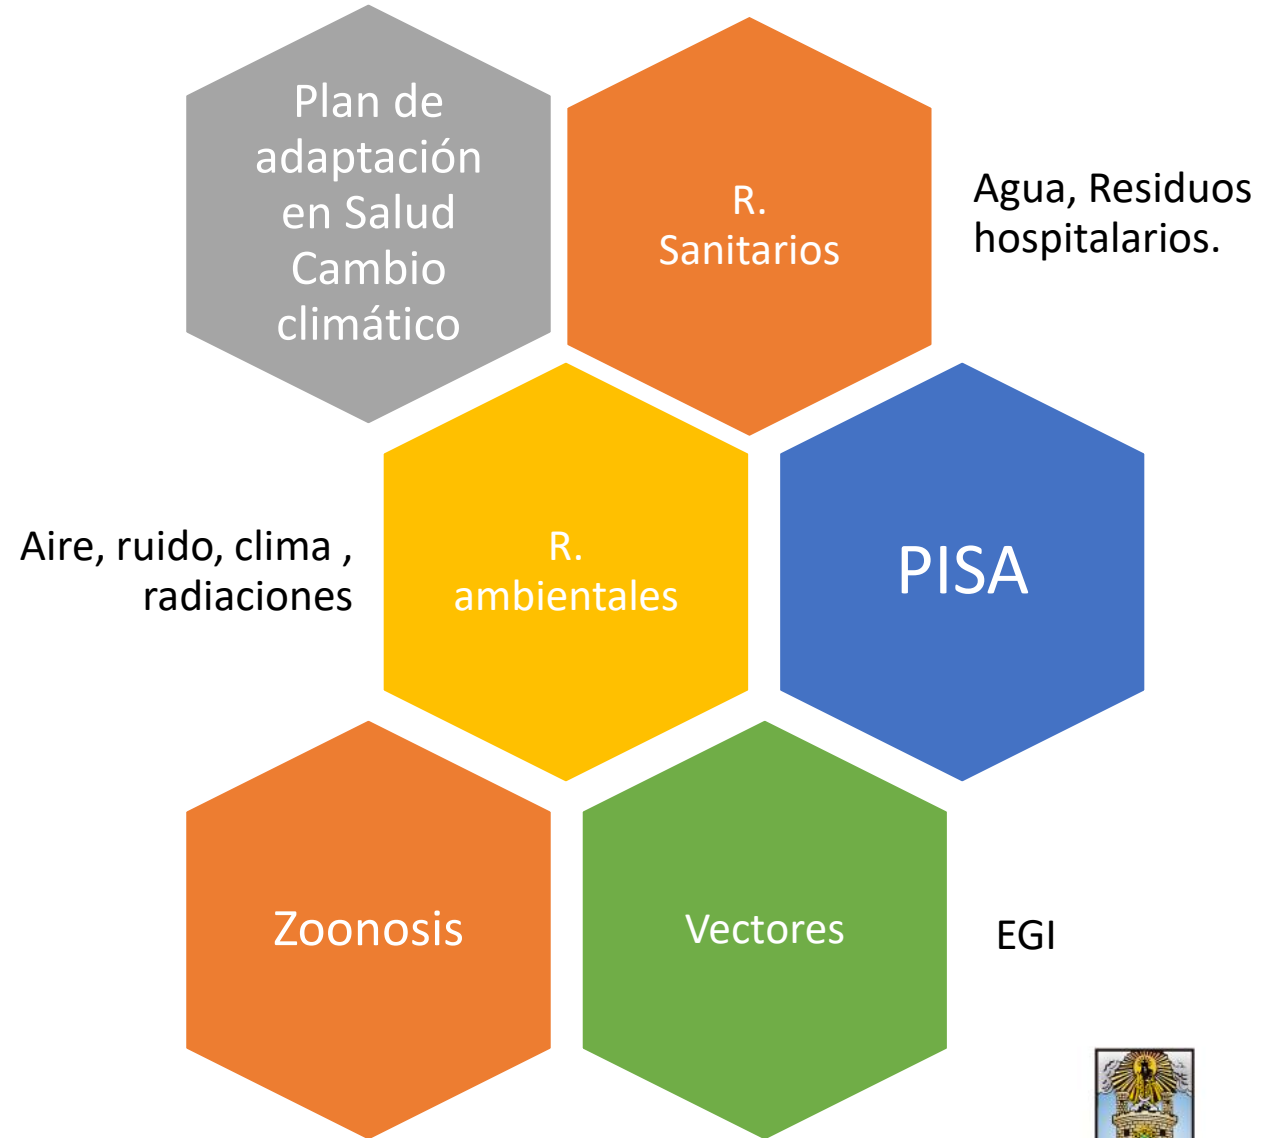 Plan de
adaptación
en Salud
Cambio
climático
R.
Sanitarios
Agua, Residuos
hospitalarios.
Aire, ruido, clima ,
radiaciones
R.
ambientales
PISA
Zoonosis
Vectores
EGI